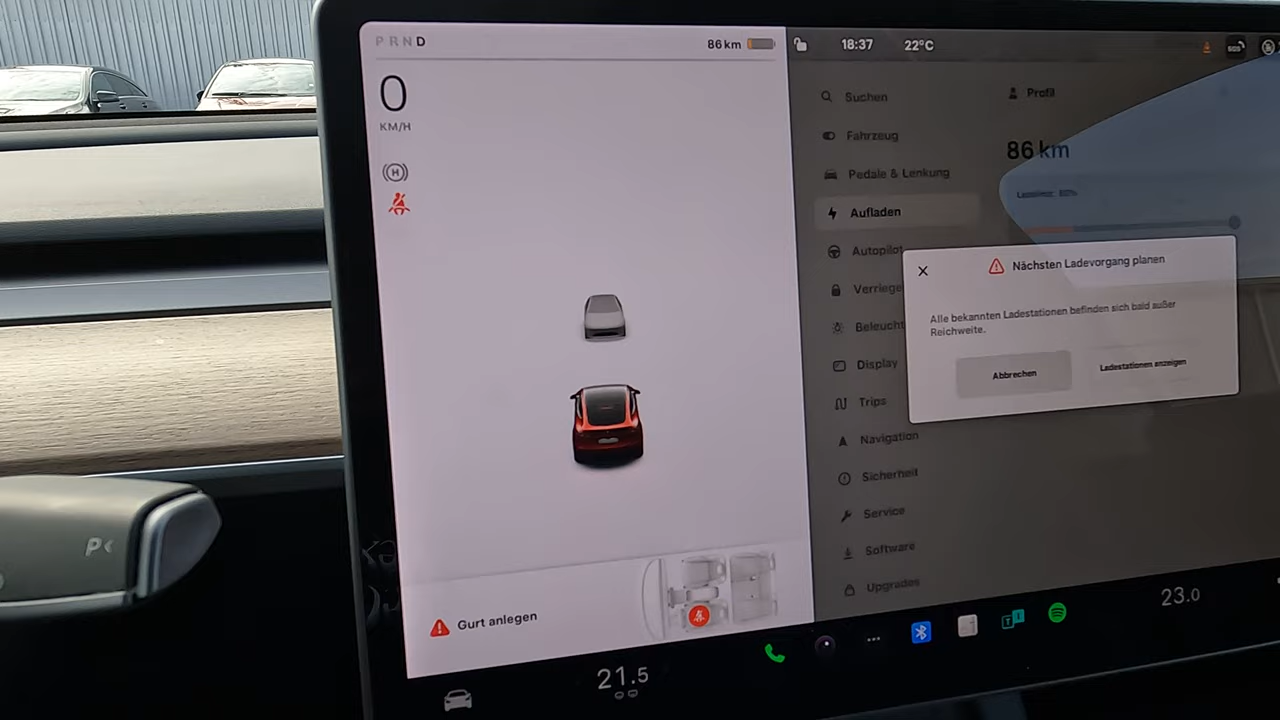 P R N D
86 km
0
KM/H
Gurt anlegen
18:37
22°C
SOS
Suchen
Profil
Fahrzeug
86 km
Pedale & Lenkung
Aufladen
Autopilot
Nächsten Ladevorgang planen
Alle bekannten Ladestationen befinden sich bald außer
Reichweite.
Abbrechen
Ladestationen anzeigen
Display
Trips
Navigation
Sicherheit
Service
Software
Upgrades
P
21.5
23.0